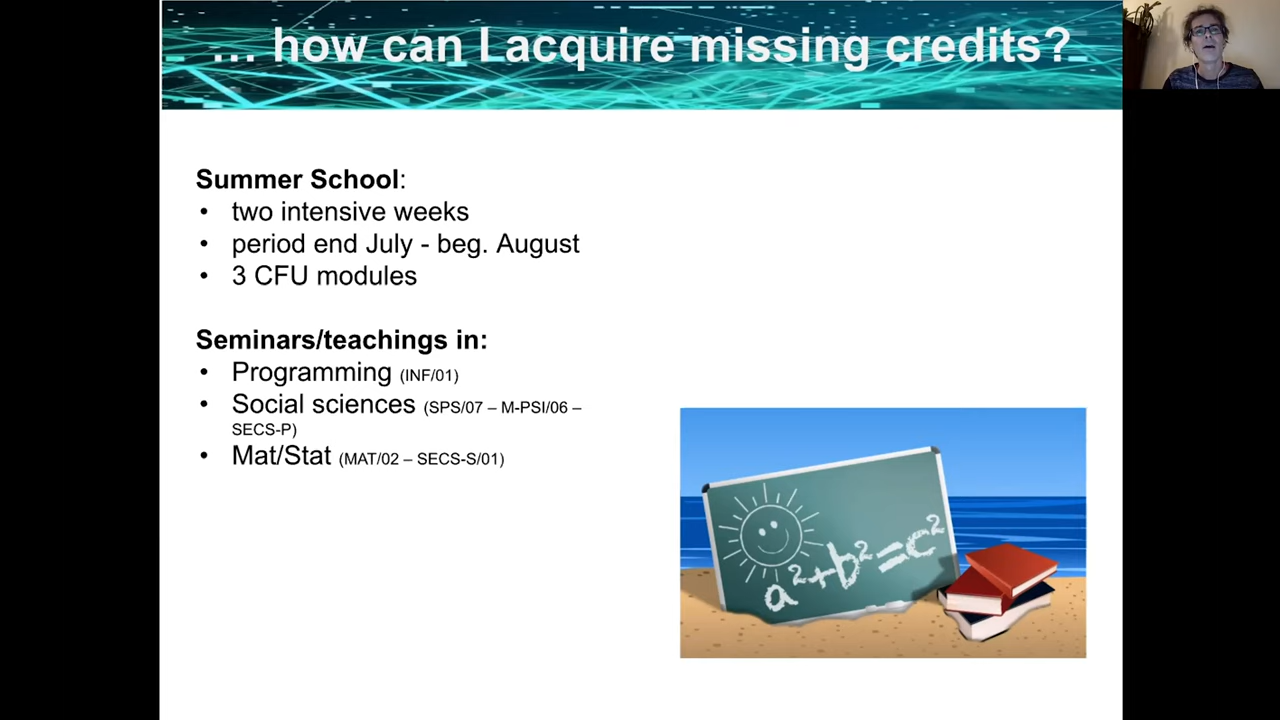 ... how can I acquire missing credits?
Summer School:
• two intensive weeks
• period end July - beg. August
• 3 CFU modules
Seminars/teachings in:
• Programming (INF/01)
• Social sciences (SPS/07 – M-PSI/06 –
SECS-P)
• Mat/Stat (MAT/02 – SECS-S/01)
a²+b²=c²